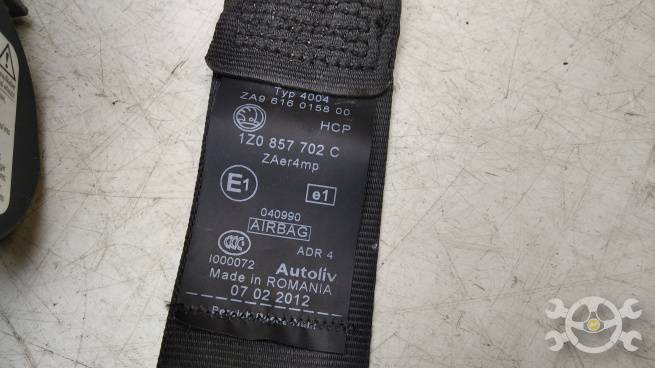 Typ 4004
ZA9 616 0158 00
HCP
1Z0 857 702 C
ZAer4mp
E1
e1
040990
AIRBAG
CCC
ADR 4
I000072
Autoliv
Made in ROMANIA
07 02 2012